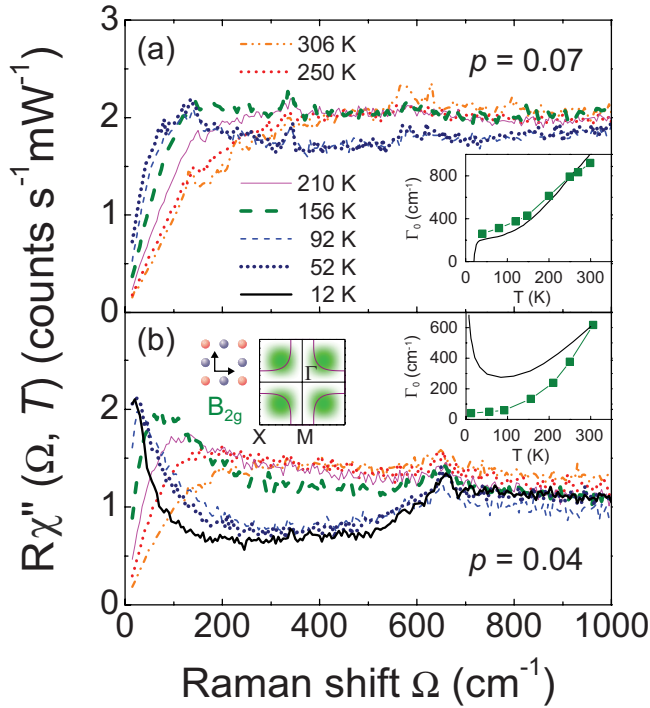 Rχ'' (Ω, T) (counts s⁻¹mW⁻¹)
3
2
1
0
(a)
p = 0.07
306 K
250 K
210 K
156 K
92 K
52 K
12 K
Γ₀ (cm⁻¹)
800
400
0
0 100 200 300
T (K)
2
1
0
(b)
B₂g
Γ
X M
p = 0.04
Γ₀ (cm⁻¹)
600
400
200
0
0 100 200 300
T (K)
0 200 400 600 800 1000
Raman shift Ω (cm⁻¹)